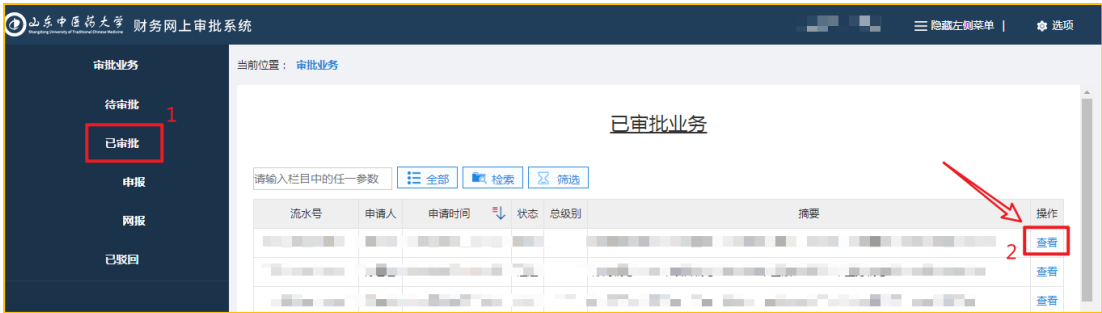 山东中医药大学 财务网上审批系统 隐藏左侧菜单 | 选项
Shangdong University of Traditional Chinese Medicine
审批业务
待审批
1
已审批
申报
网报
已驳回
当前位置： 审批业务
已审批业务
请输入栏目中的任一参数 全部 检索 筛选
流水号 申请人 申请时间 状态 总级别 摘要 操作
查看
2
查看
查看